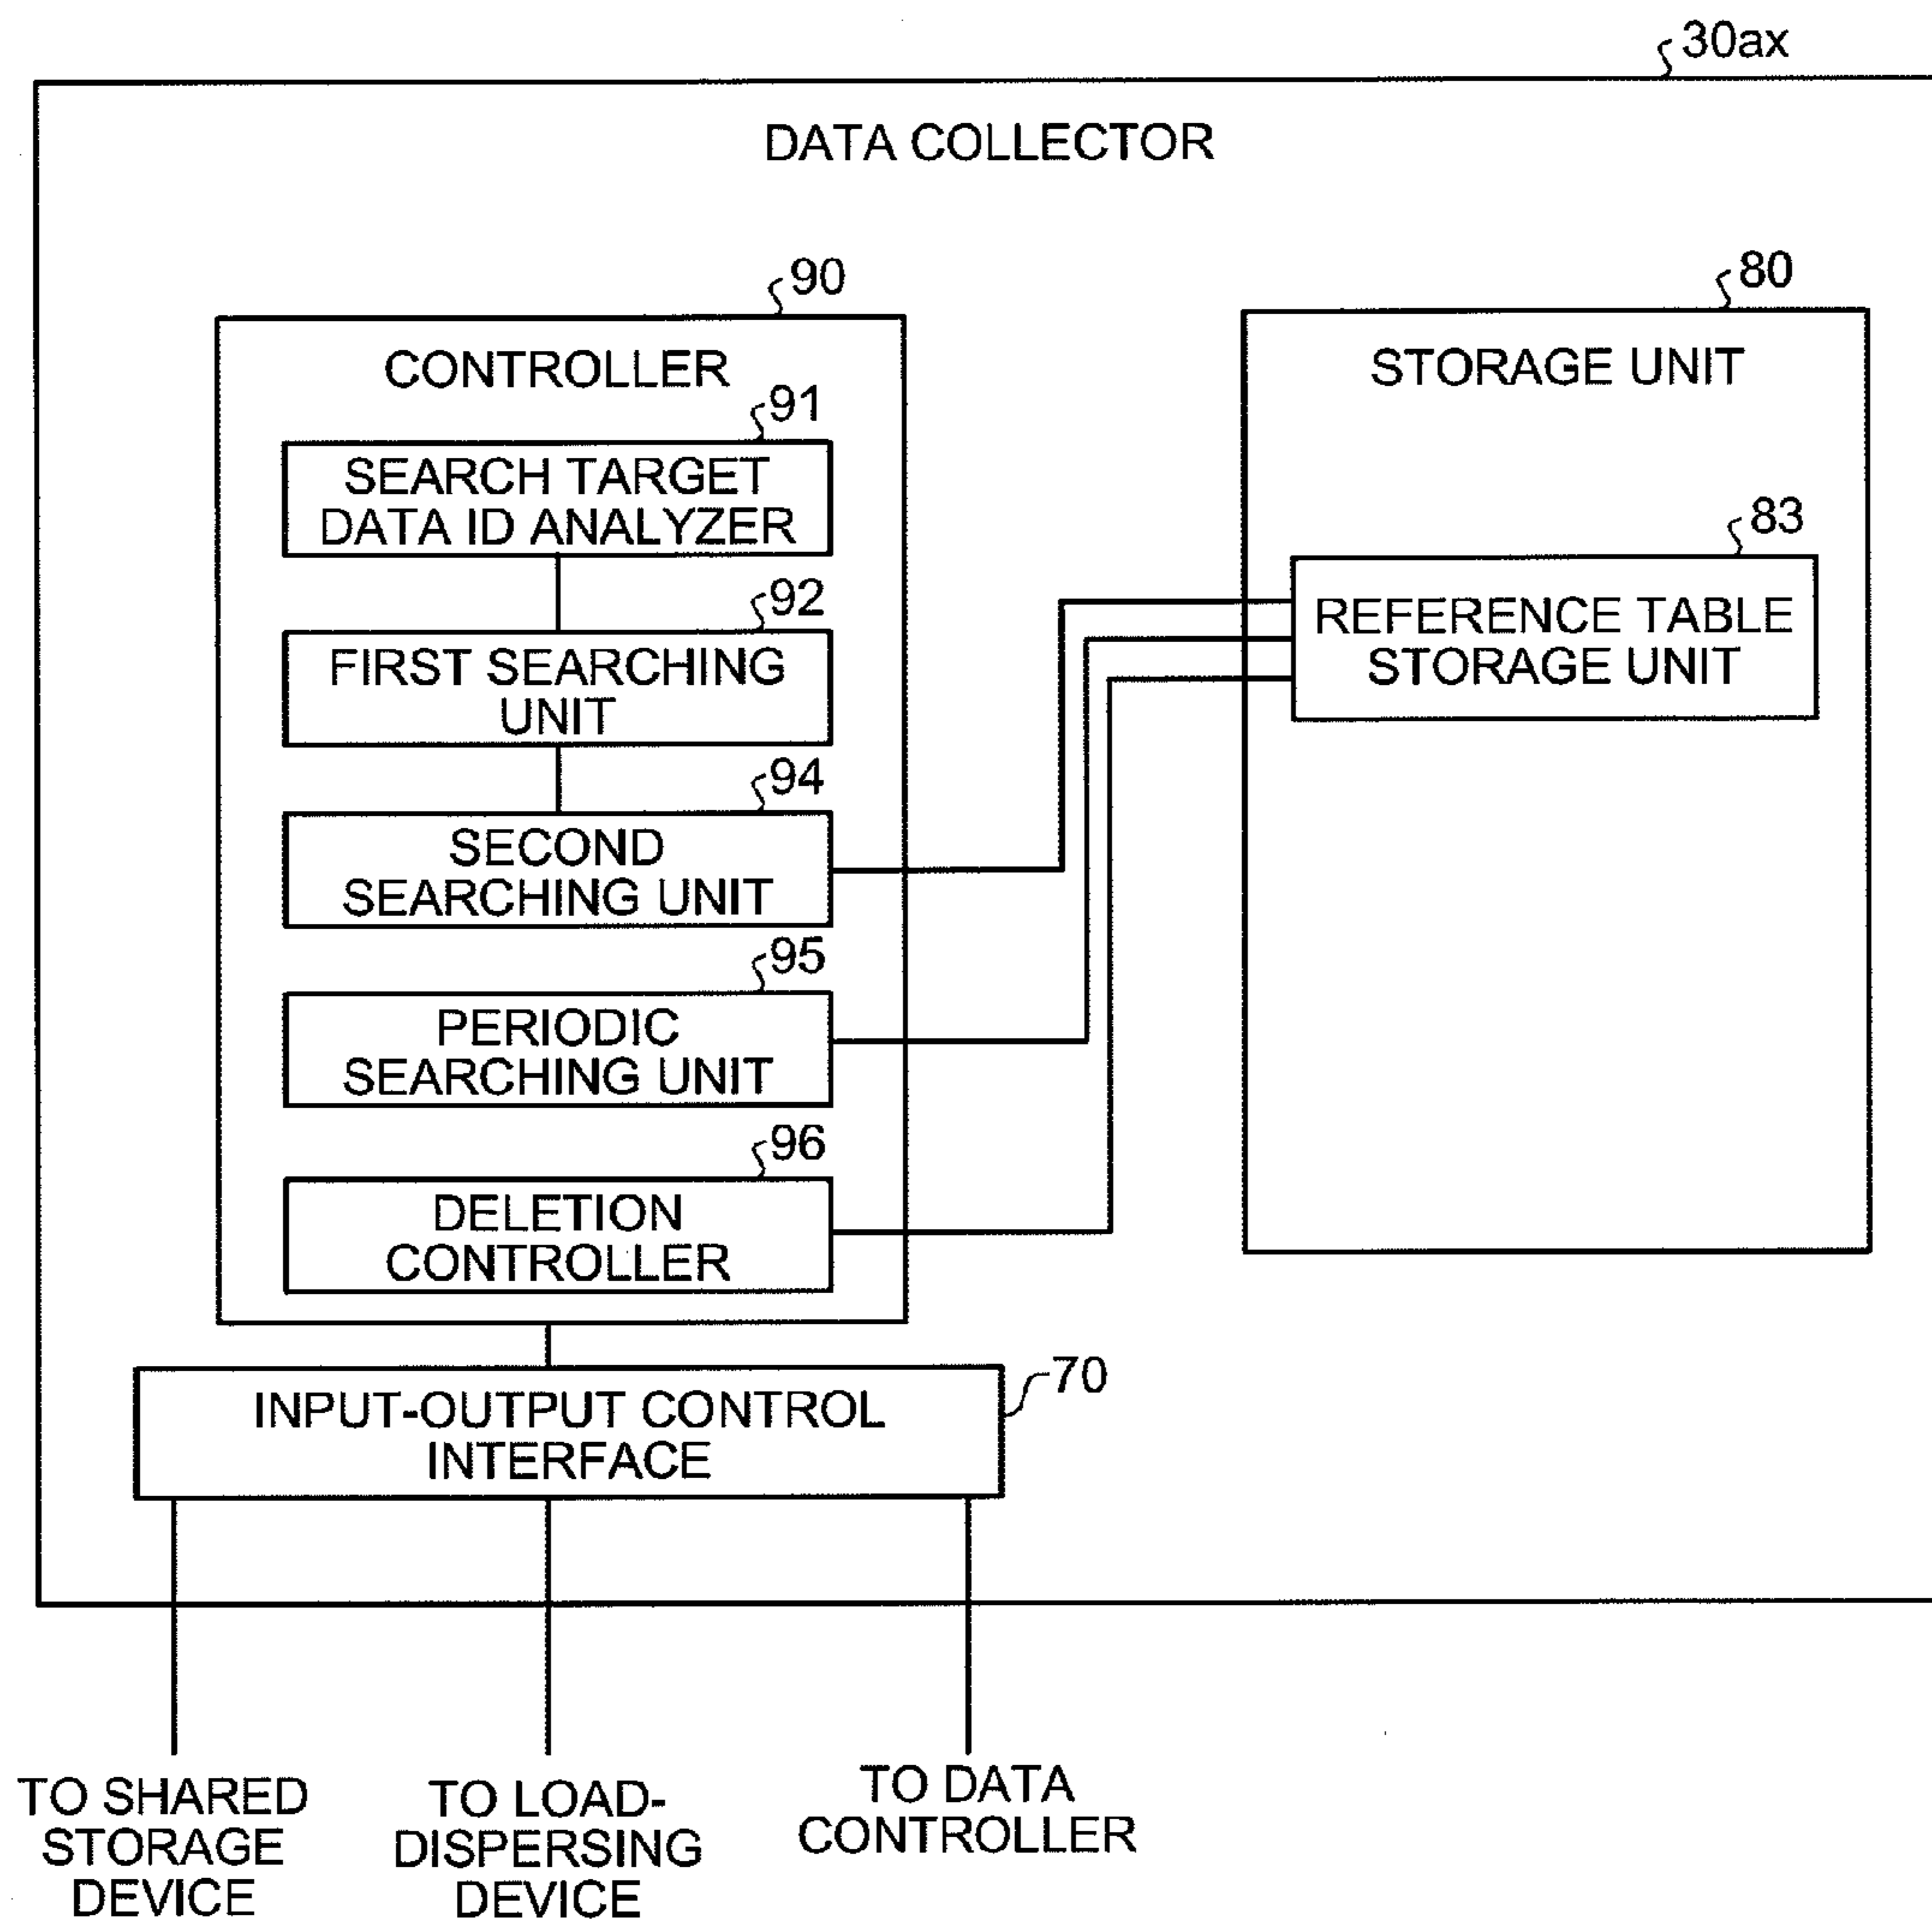 30ax
DATA COLLECTOR
90
CONTROLLER
91
SEARCH TARGET
DATA ID ANALYZER
92
FIRST SEARCHING
UNIT
94
SECOND
SEARCHING UNIT
95
PERIODIC
SEARCHING UNIT
96
DELETION
CONTROLLER
80
STORAGE UNIT
83
REFERENCE TABLE
STORAGE UNIT
70
INPUT-OUTPUT CONTROL
INTERFACE
TO SHARED
STORAGE
DEVICE
TO LOAD-
DISPERSING
DEVICE
TO DATA
CONTROLLER